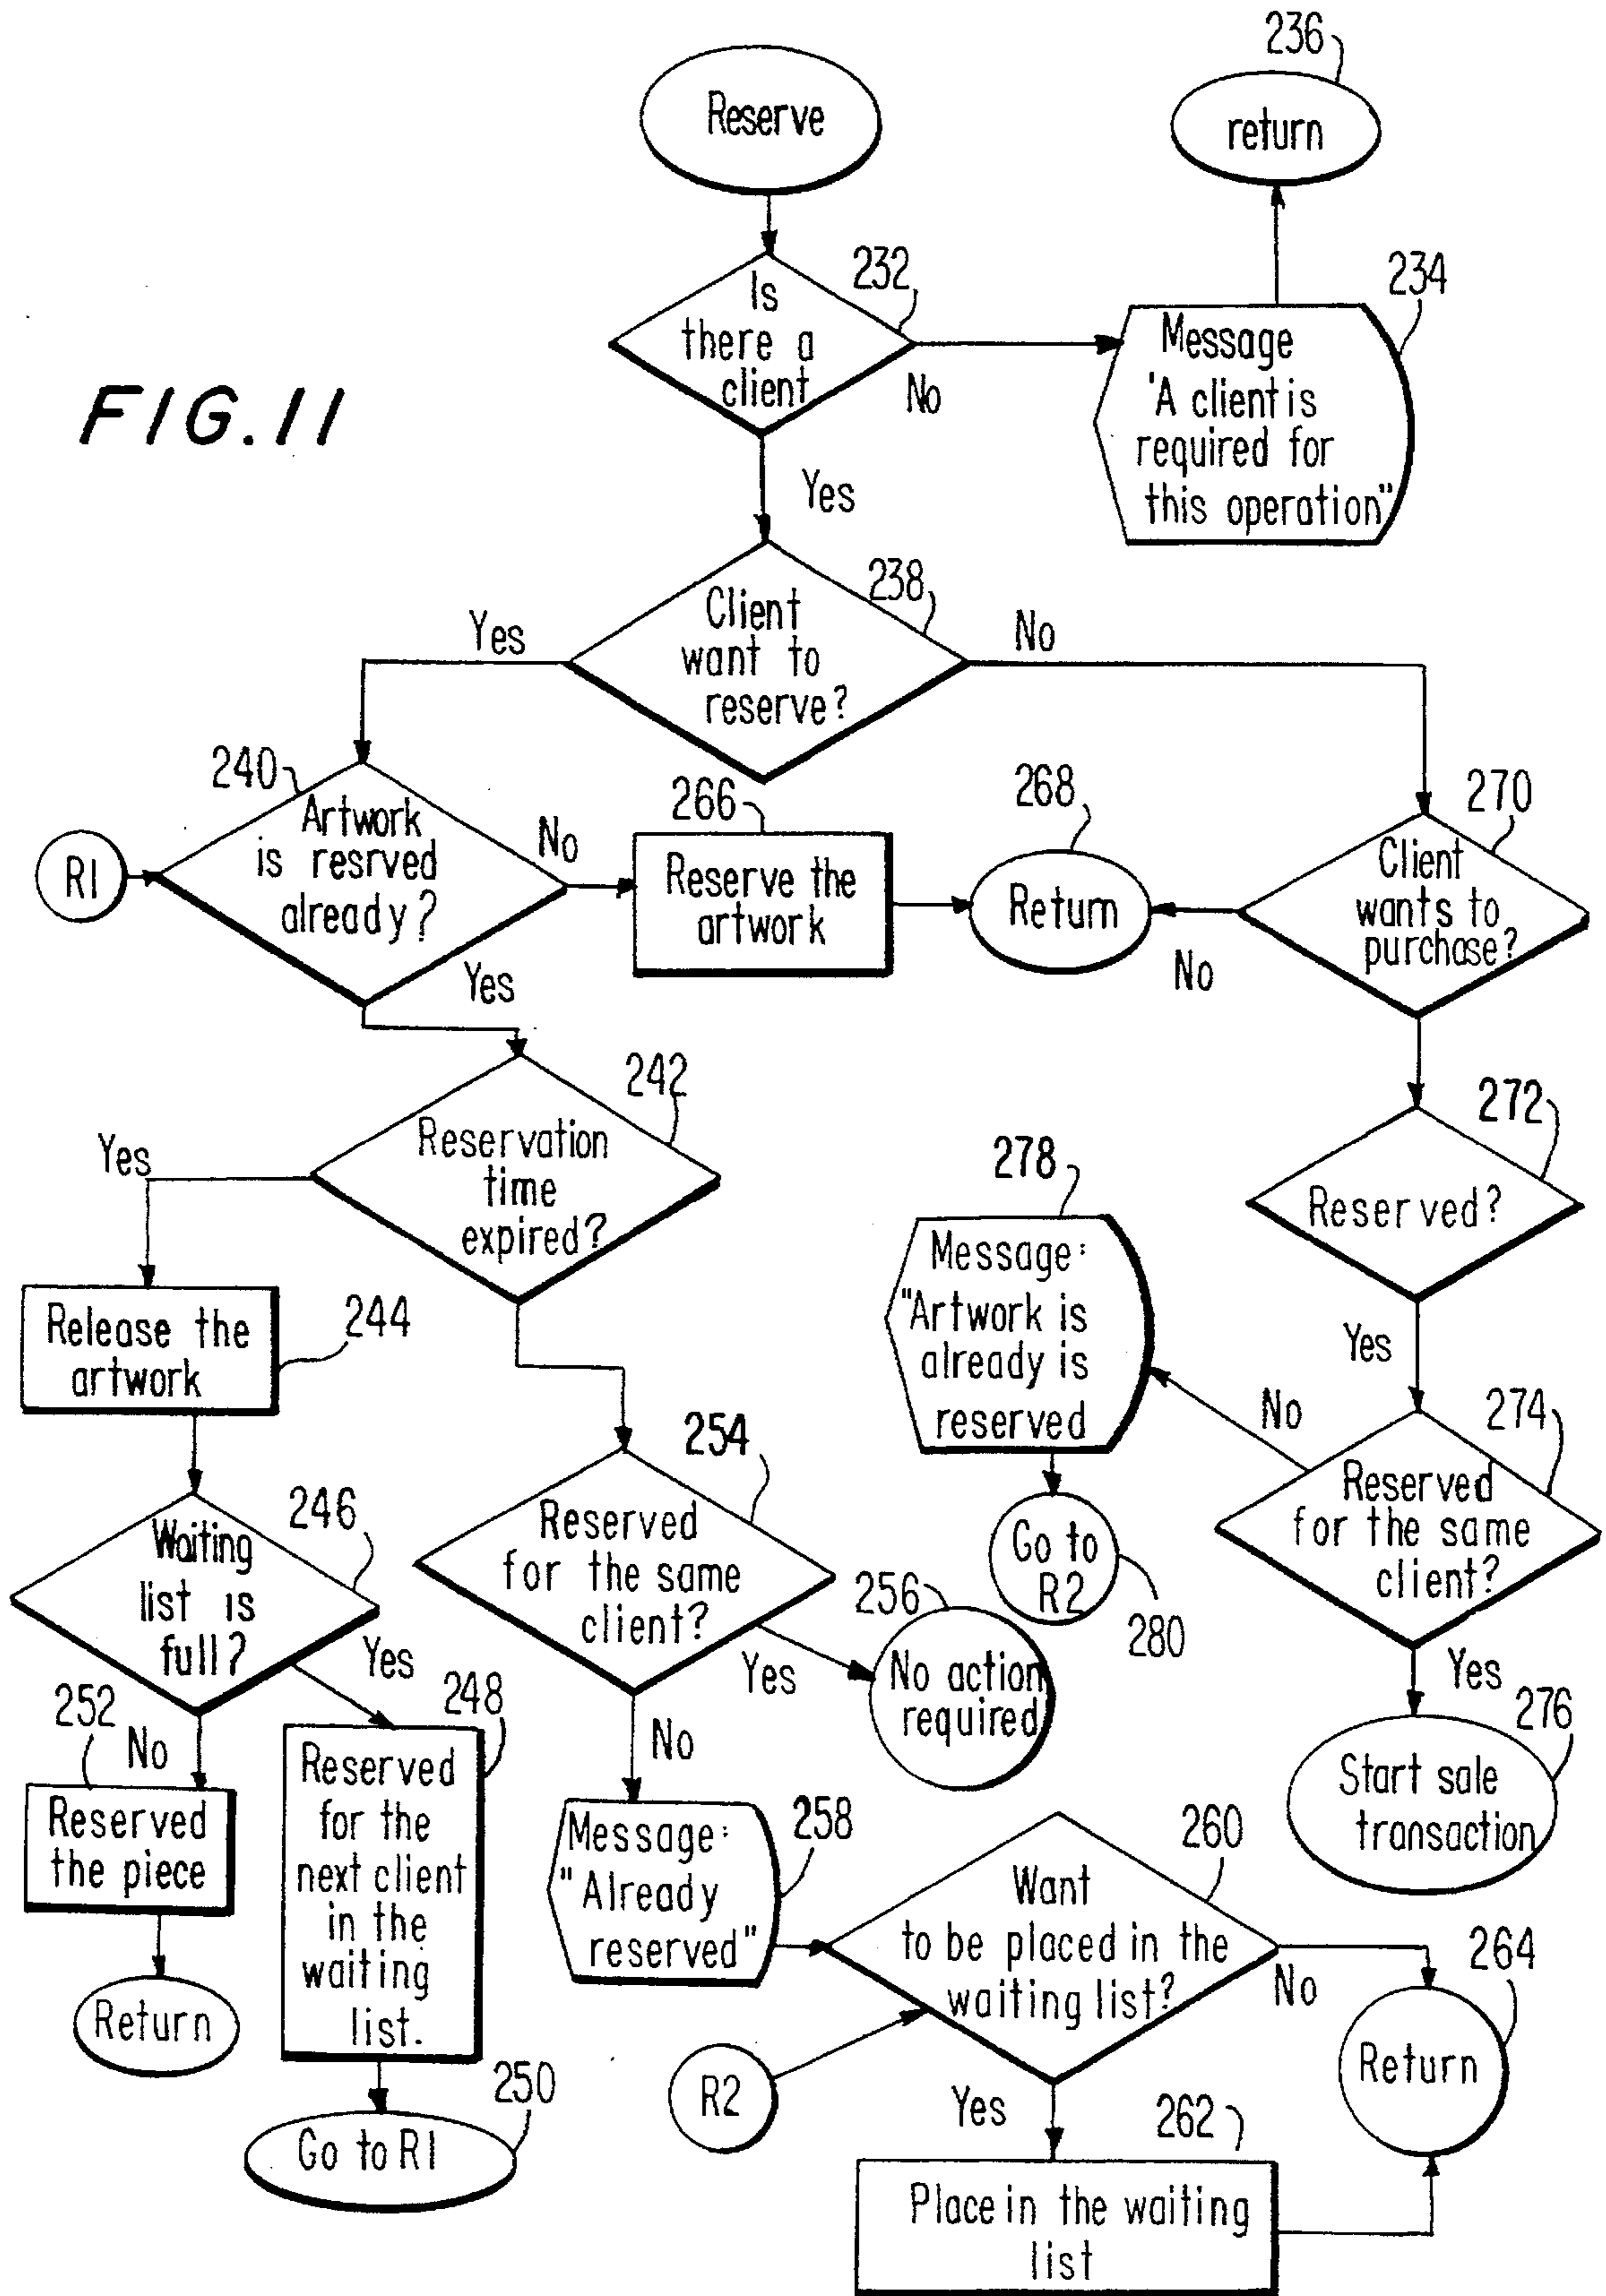 FIG.11
Reserve
236
return
232
Is
there a
client
No
Yes
234
Message
'A client is
required for
this operation"
238
Client
want to
reserve?
Yes
No
240
Artwork
is resrved
already?
R1
No
Yes
266
Reserve the
artwork
268
Return
270
Client
wants to
purchase?
No
242
Reservation
time
expired?
Yes
272
Reserved?
Yes
278
Message:
"Artwork is
already is
reserved
No
244
Release the
artwork
274
Reserved
for the same
client?
Yes
254
Reserved
for the same
client?
Yes
No
Go to
R2
280
246
Waiting
list is
full?
Yes
No
256
No action
required
276
Start sale
transaction
252
Reserved
the piece
248
Reserved
for the
next client
in the
waiting
list.
258
Message:
"Already
reserved"
260
Want
to be placed in the
waiting list?
No
Yes
264
Return
Return
R2
250
Go to R1
262
Place in the waiting
list